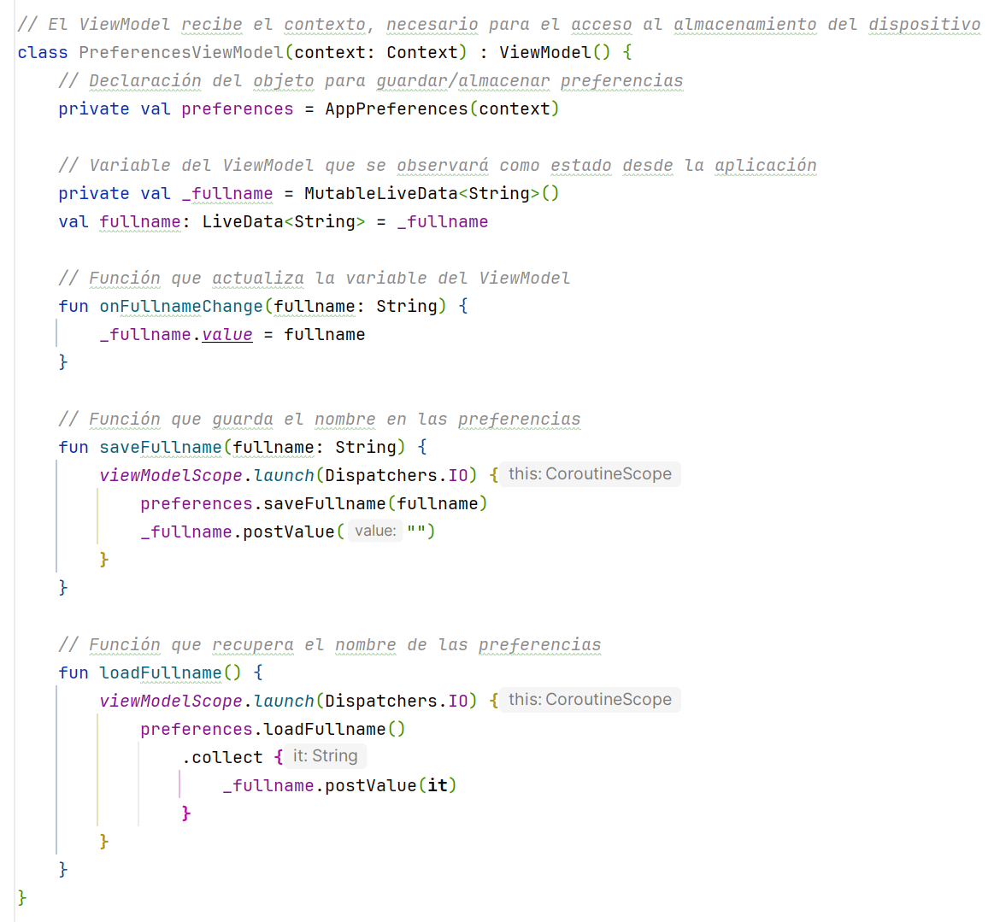 // El ViewModel recibe el contexto, necesario para el acceso al almacenamiento del dispositivo
class PreferencesViewModel(context: Context) : ViewModel() {
    // Declaración del objeto para guardar/almacenar preferencias
    private val preferences = AppPreferences(context)

    // Variable del ViewModel que se observará como estado desde la aplicación
    private val _fullname = MutableLiveData<String>()
    val fullname: LiveData<String> = _fullname

    // Función que actualiza la variable del ViewModel
    fun onFullnameChange(fullname: String) {
        _fullname.value = fullname
    }

    // Función que guarda el nombre en las preferencias
    fun saveFullname(fullname: String) {
        viewModelScope.launch(Dispatchers.IO) { this: CoroutineScope
            preferences.saveFullname(fullname)
            _fullname.postValue( value: "")
        }
    }

    // Función que recupera el nombre de las preferencias
    fun loadFullname() {
        viewModelScope.launch(Dispatchers.IO) { this: CoroutineScope
            preferences.loadFullname()
                .collect { it: String
                    _fullname.postValue(it)
                }
        }
    }
}